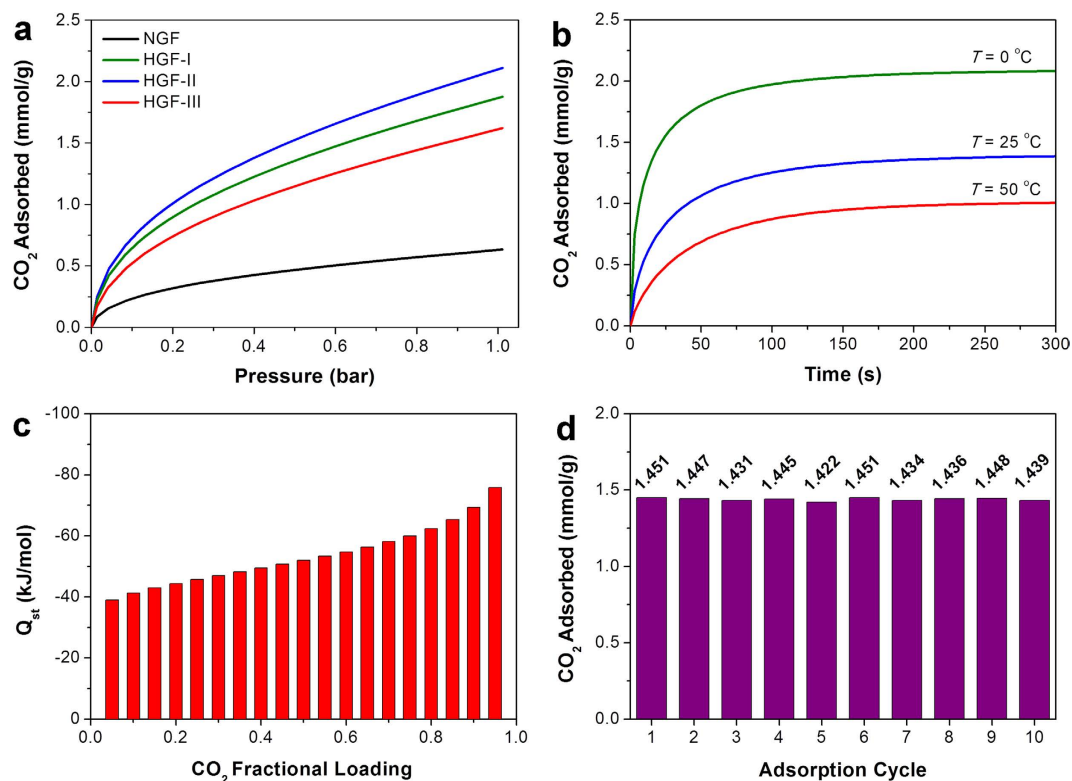 a
NGF
HGF-I
HGF-II
HGF-III
2.5
2.0
1.5
1.0
0.5
0.0
CO2 Adsorbed (mmol/g)
0.0 0.2 0.4 0.6 0.8 1.0
Pressure (bar)
b
T = 0 °C
T = 25 °C
T = 50 °C
2.5
2.0
1.5
1.0
0.5
0.0
CO2 Adsorbed (mmol/g)
0 50 100 150 200 250 300
Time (s)
c
-100
-80
-60
-40
-20
0
Qst (kJ/mol)
0.0 0.2 0.4 0.6 0.8 1.0
CO2 Fractional Loading
d
2.0
1.5
1.0
0.5
0.0
CO2 Adsorbed (mmol/g)
1.451 1.447 1.431 1.445 1.422 1.451 1.434 1.436 1.448 1.439
1 2 3 4 5 6 7 8 9 10
Adsorption Cycle